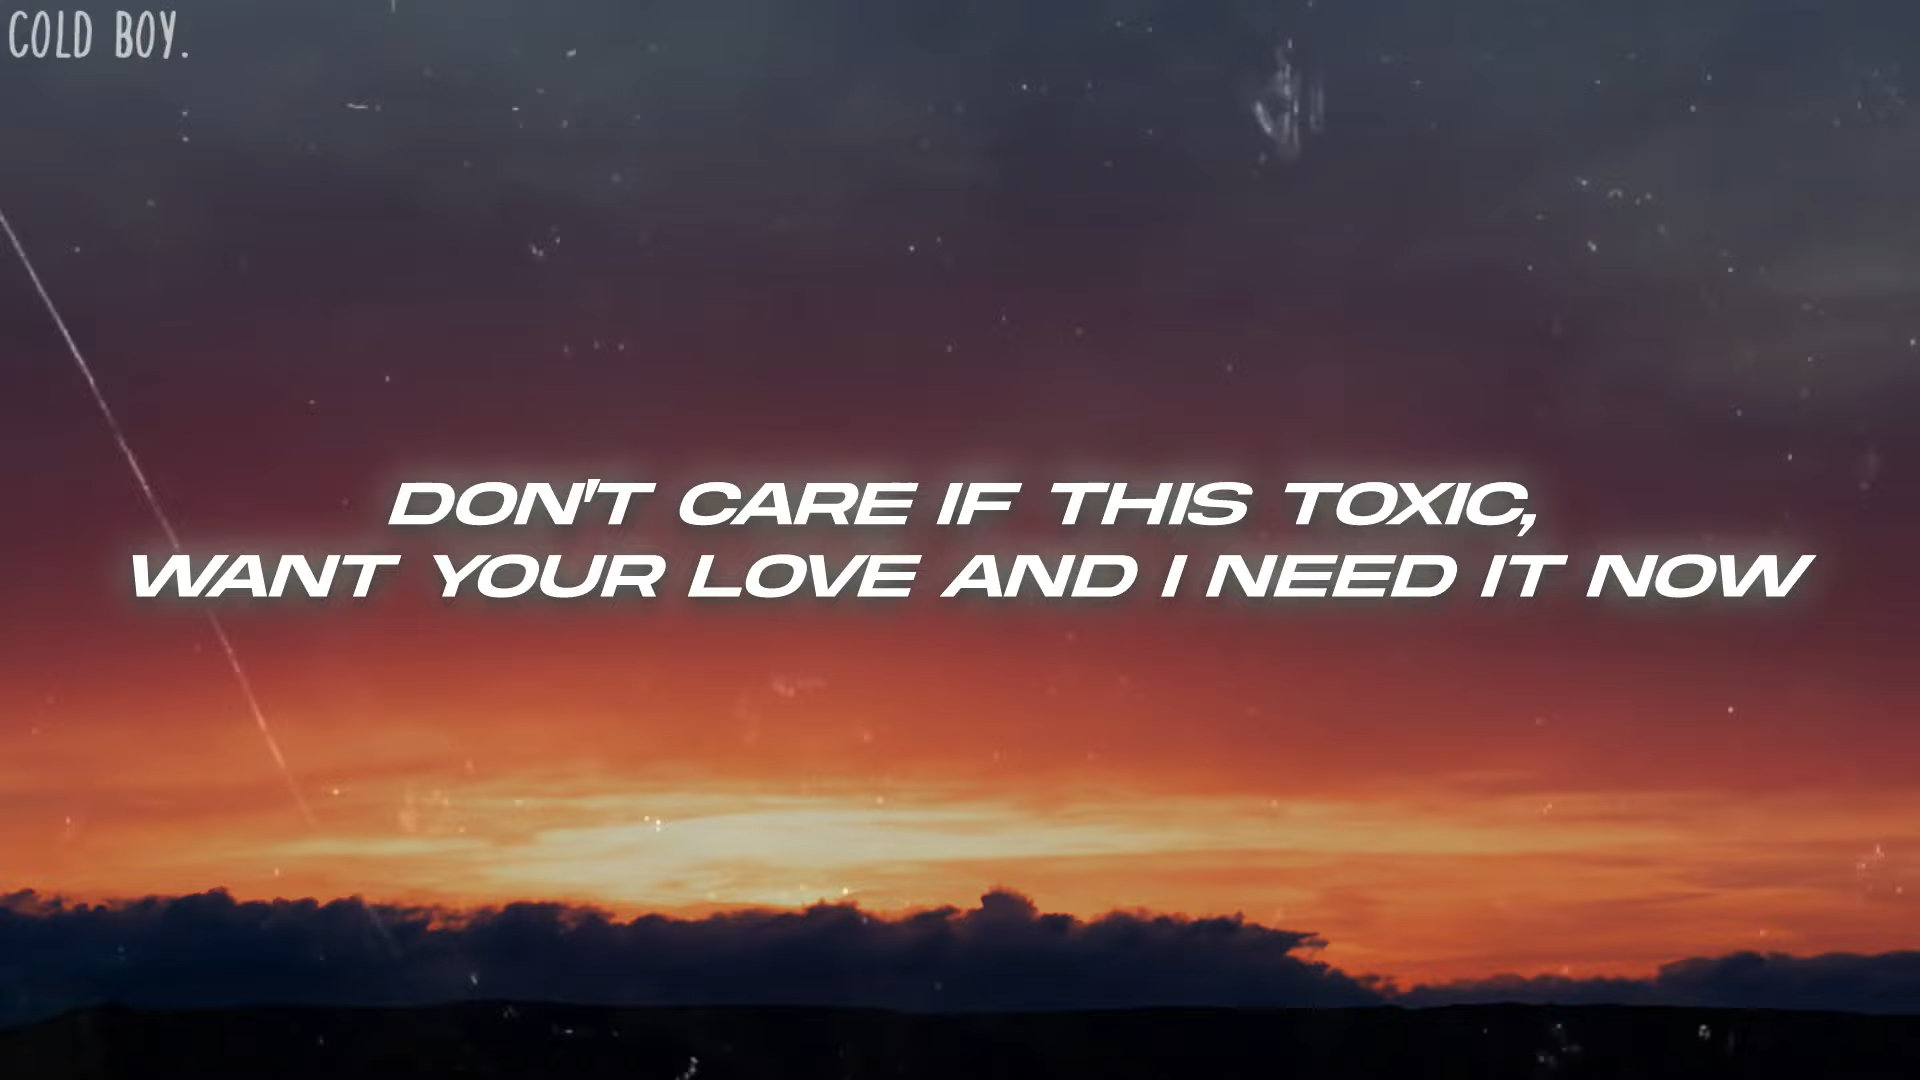 COLD BOY.
DON'T CARE IF THIS TOXIC,
WANT YOUR LOVE AND I NEED IT NOW